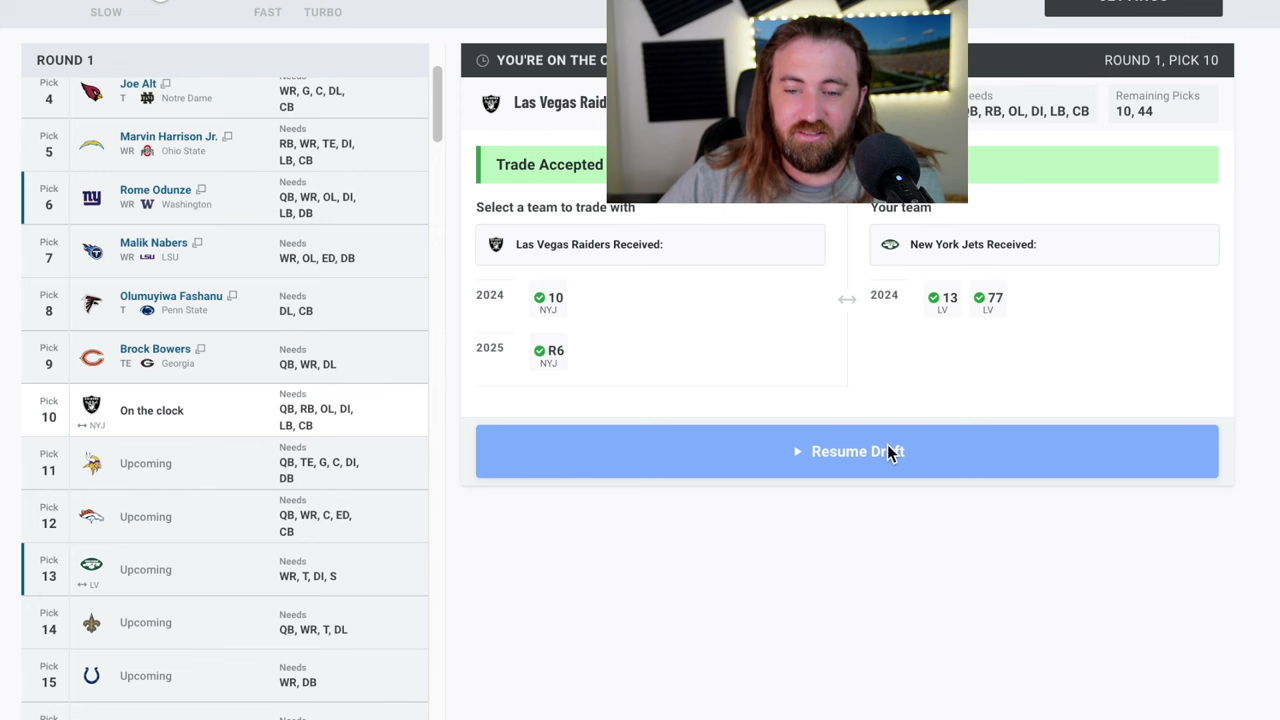 SLOW FAST TURBO
ROUND 1
Pick 4 Joe Alt T Notre Dame Needs WR, G, C, DL,
CB
Pick 5 Marvin Harrison Jr. WR Ohio State Needs RB, WR, TE, DI,
LB, CB
Pick 6 Rome Odunze WR Washington Needs QB, WR, OL, DI,
LB, DB
Pick 7 Malik Nabers WR LSU Needs WR, OL, ED, DB
Pick 8 Olumuyiwa Fashanu T Penn State Needs DL, CB
Pick 9 Brock Bowers TE Georgia Needs QB, WR, DL
Pick 10 ↔ NYJ On the clock Needs QB, RB, OL, DI,
LB, CB
Pick 11 Upcoming Needs QB, TE, G, C, DI,
DB
Pick 12 Upcoming Needs QB, WR, C, ED,
CB
Pick 13 ↔ LV Upcoming Needs WR, T, DI, S
Pick 14 Upcoming Needs QB, WR, T, DL
Pick 15 Upcoming Needs WR, DB
YOU'RE ON THE
ROUND 1, PICK 10
Las Vegas
RB, OL, DI, LB, CB
Remaining Picks
10, 44
Trade Accepted
Select a team to trade with
Your team
Las Vegas Raiders Received:
New York Jets Received:
2024 10 NYJ
2025 R6 NYJ
2024 13 LV 77 LV
Resume Draft